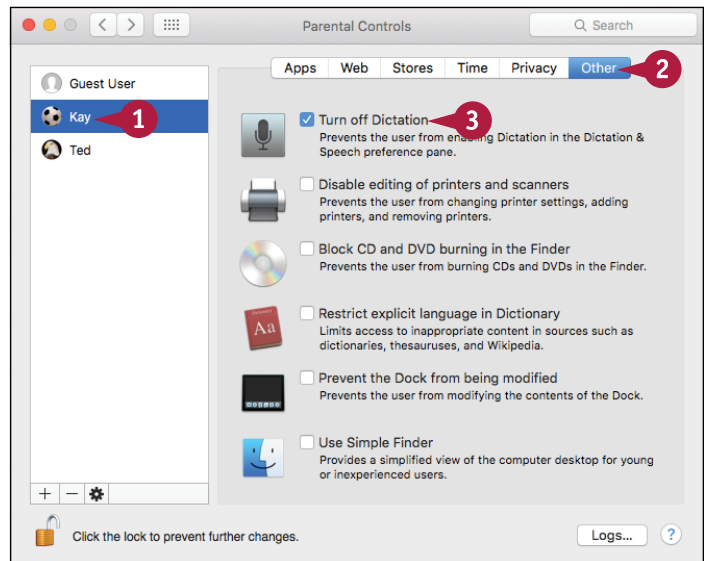 Parental Controls
Search
Guest User
Kay
Ted
1
Apps Web Stores Time Privacy Other
2
Turn off Dictation
3
Prevents the user from enabling Dictation in the Dictation &
Speech preference pane.
Disable editing of printers and scanners
Prevents the user from changing printer settings, adding
printers, and removing printers.
Block CD and DVD burning in the Finder
Prevents the user from burning CDs and DVDs in the Finder.
Dictionary
Aa
Restrict explicit language in Dictionary
Limits access to inappropriate content in sources such as
dictionaries, thesauruses, and Wikipedia.
Prevent the Dock from being modified
Prevents the user from modifying the contents of the Dock.
Use Simple Finder
Provides a simplified view of the computer desktop for young
or inexperienced users.
+ −
Click the lock to prevent further changes.
Logs...
?